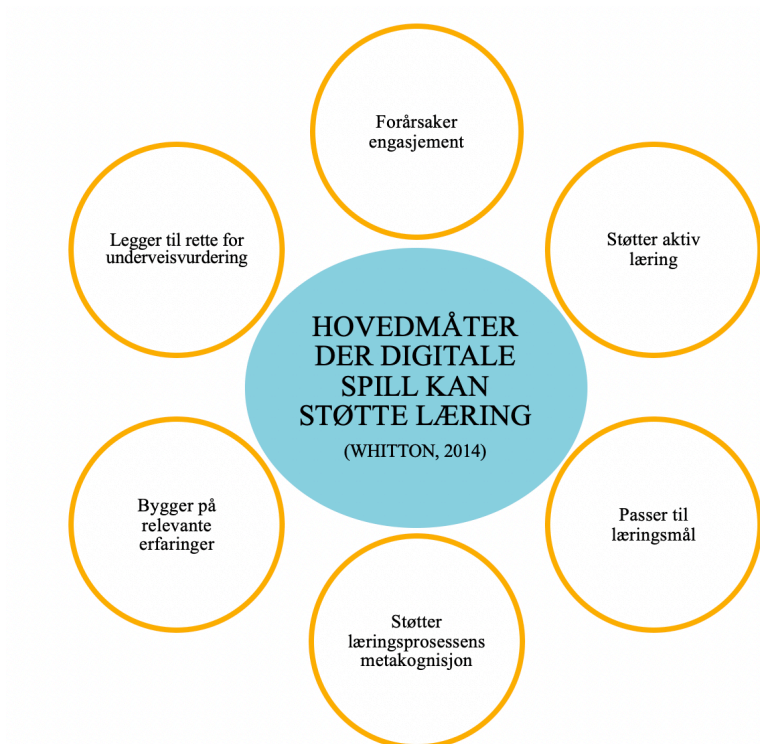 Forårsaker
engasjement
Legger til rette for
underveisvurdering
Støtter aktiv
læring
HOVEDMÅTER
DER DIGITALE
SPILL KAN
STØTTE LÆRING
(WHITTON, 2014)
Bygger på
relevante
erfaringer
Passer til
læringsmål
Støtter
læringsprosessens
metakognisjon